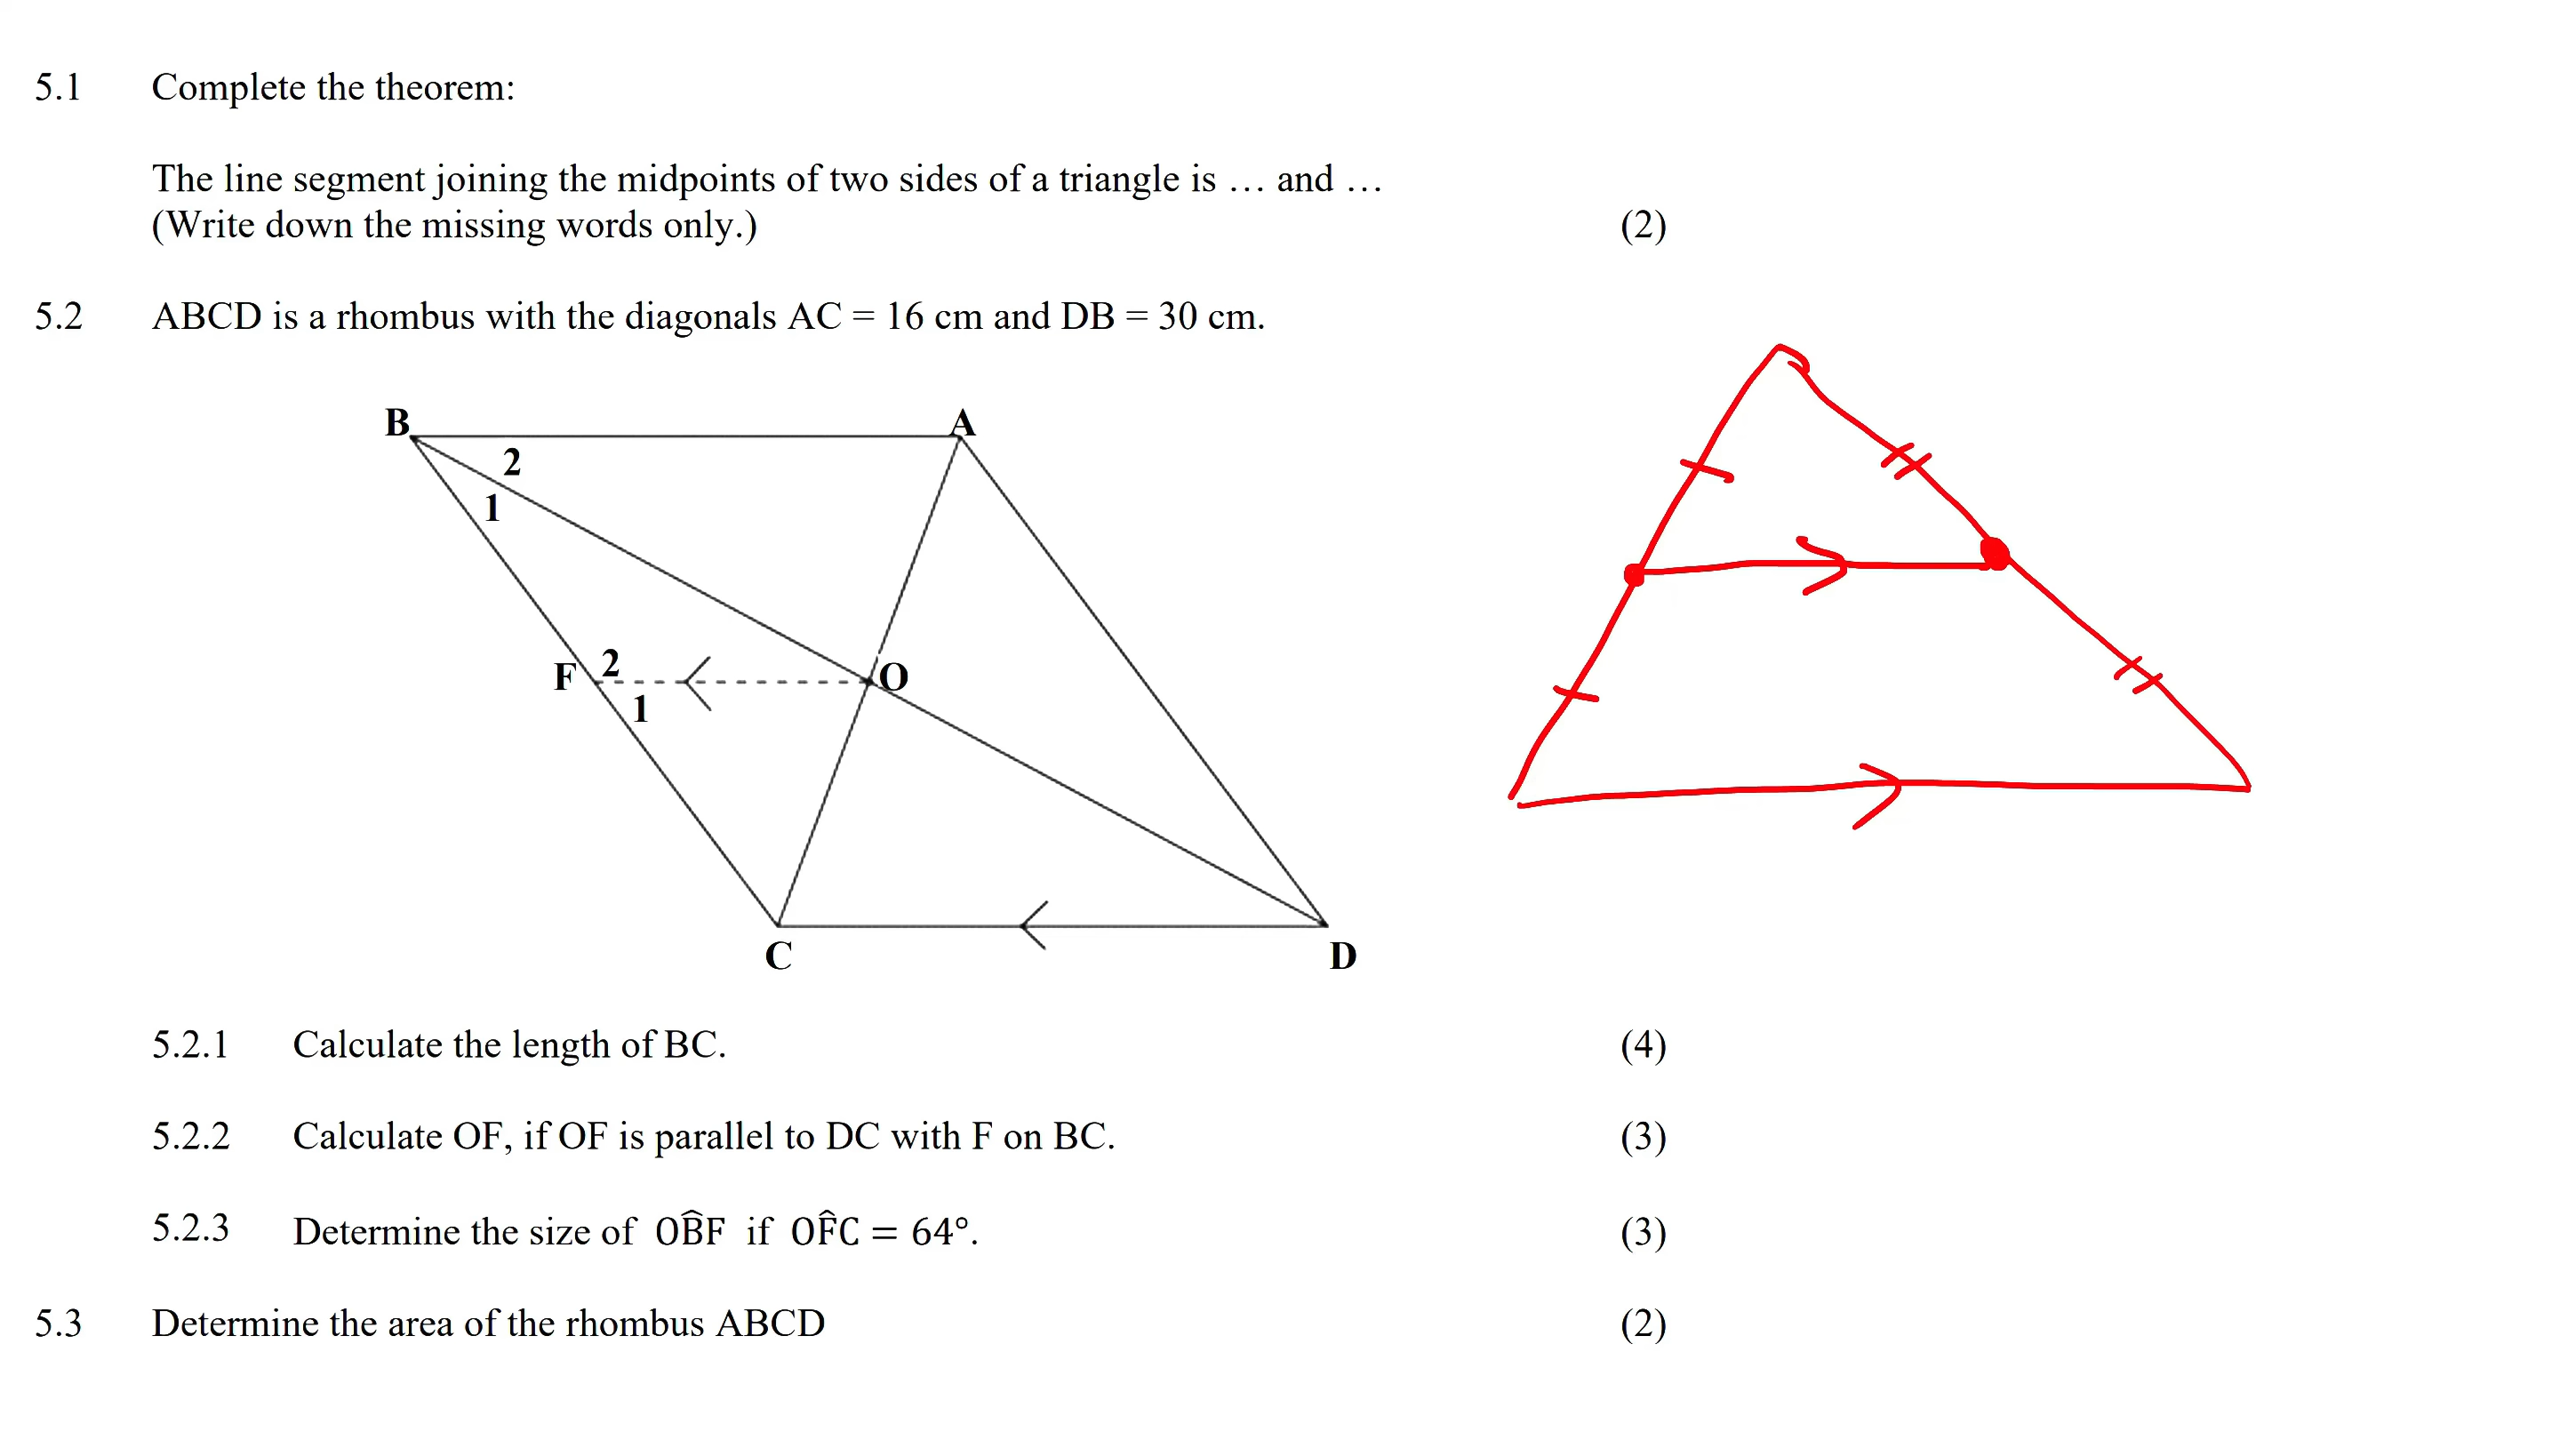 5.1 Complete the theorem:
The line segment joining the midpoints of two sides of a triangle is … and …
(Write down the missing words only.) (2)
5.2 ABCD is a rhombus with the diagonals AC = 16 cm and DB = 30 cm.
B A
2
1
F 2 O
1
C D
5.2.1 Calculate the length of BC. (4)
5.2.2 Calculate OF, if OF is parallel to DC with F on BC. (3)
5.2.3 Determine the size of OB̂F if OF̂C = 64°. (3)
5.3 Determine the area of the rhombus ABCD (2)